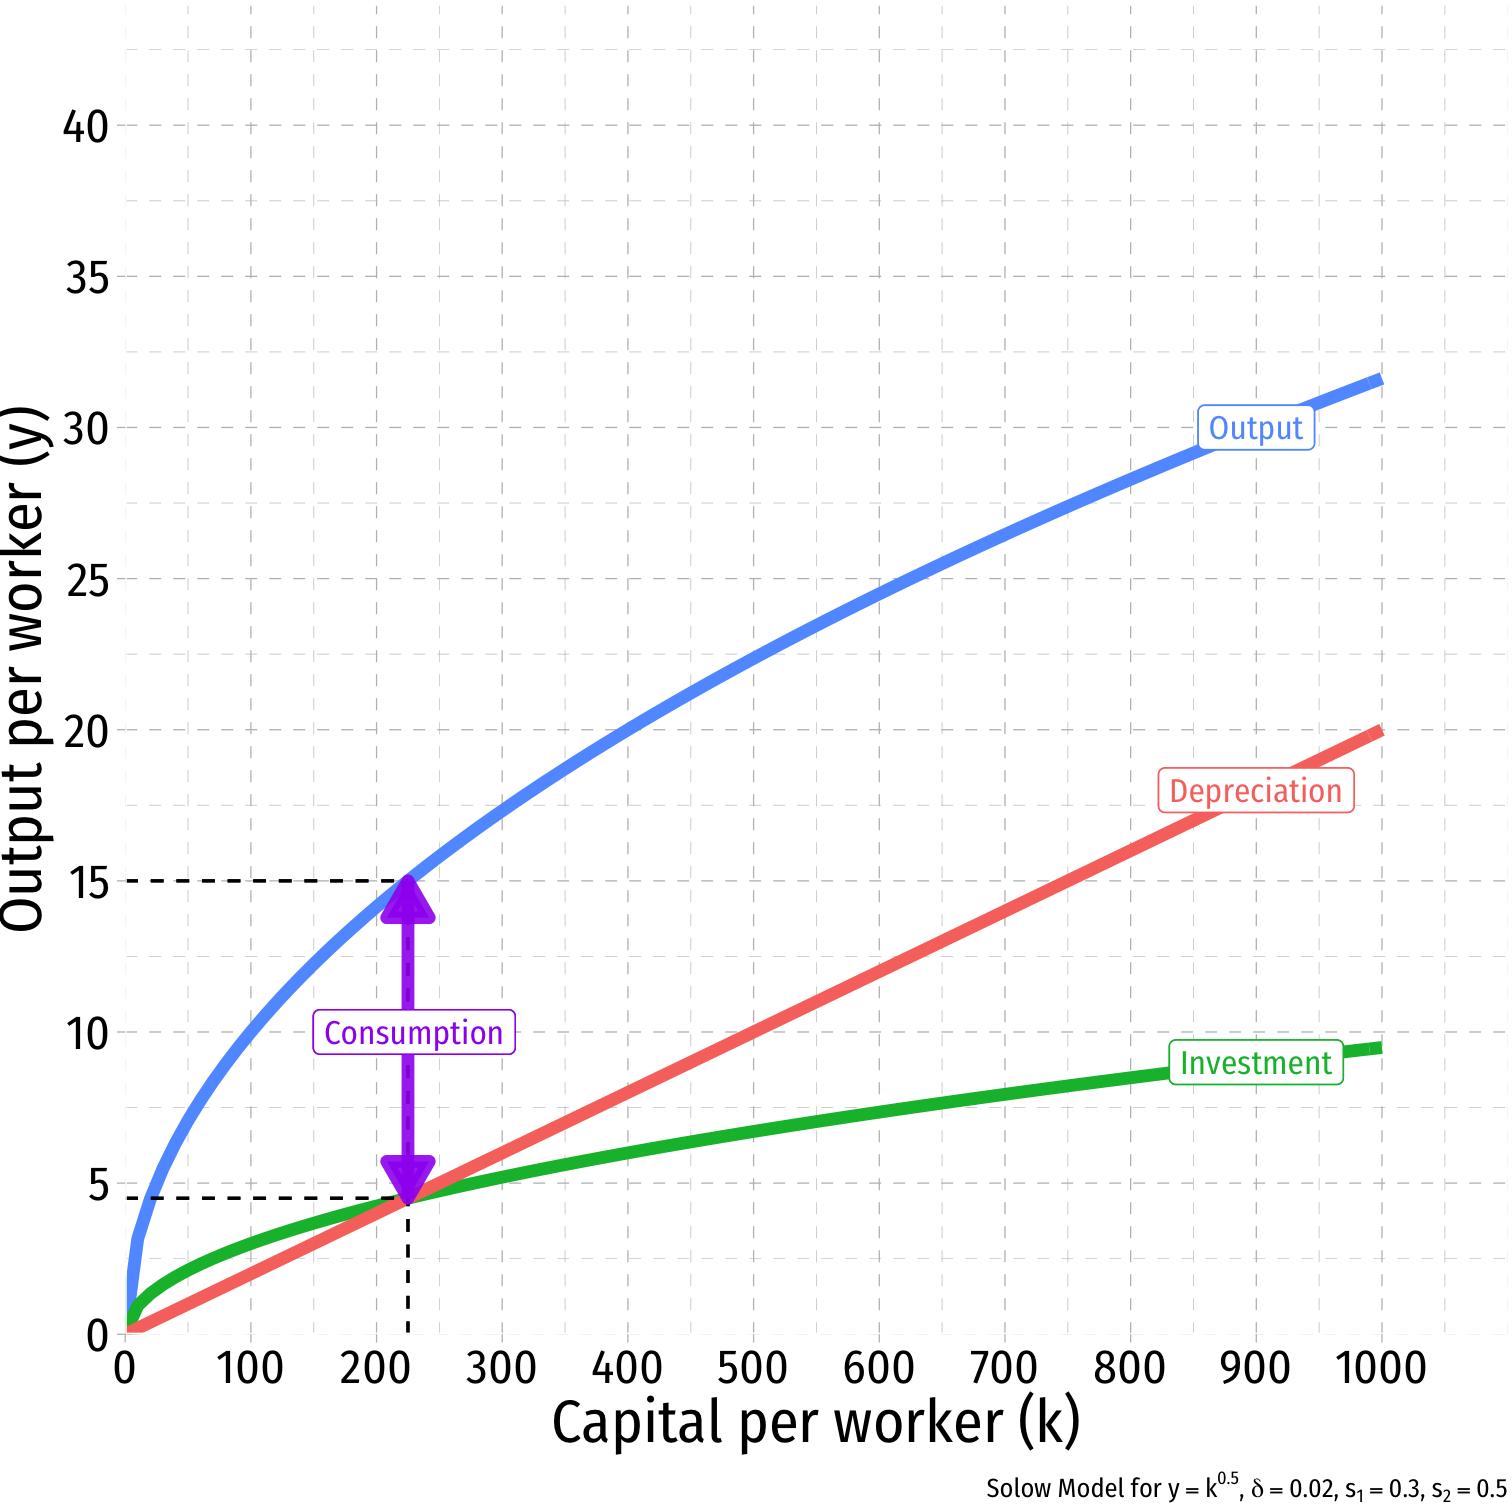 Output per worker (y)
40
35
30
25
20
15
10
5
0
Output
Depreciation
Consumption
Investment
0 100 200 300 400 500 600 700 800 900 1000
Capital per worker (k)
Solow Model for y = k^0.5, δ = 0.02, s₁ = 0.3, s₂ = 0.5